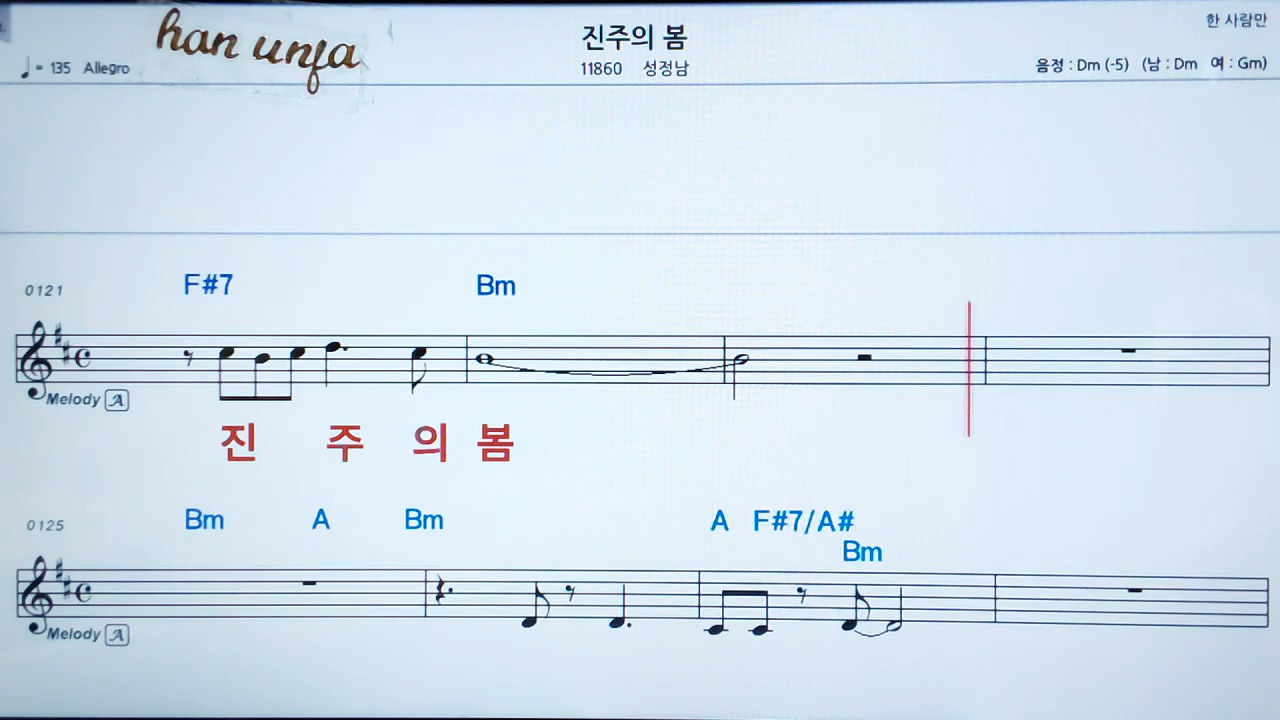 han unja
진주의 봄
한 사람만
♩ = 135 Allegro
11860 성정남
음정 : Dm (-5) (남 : Dm 여 : Gm)
0121
F#7 Bm
Melody A
진 주 의 봄
0125
Bm A Bm A F#7/A#
Bm
Melody A